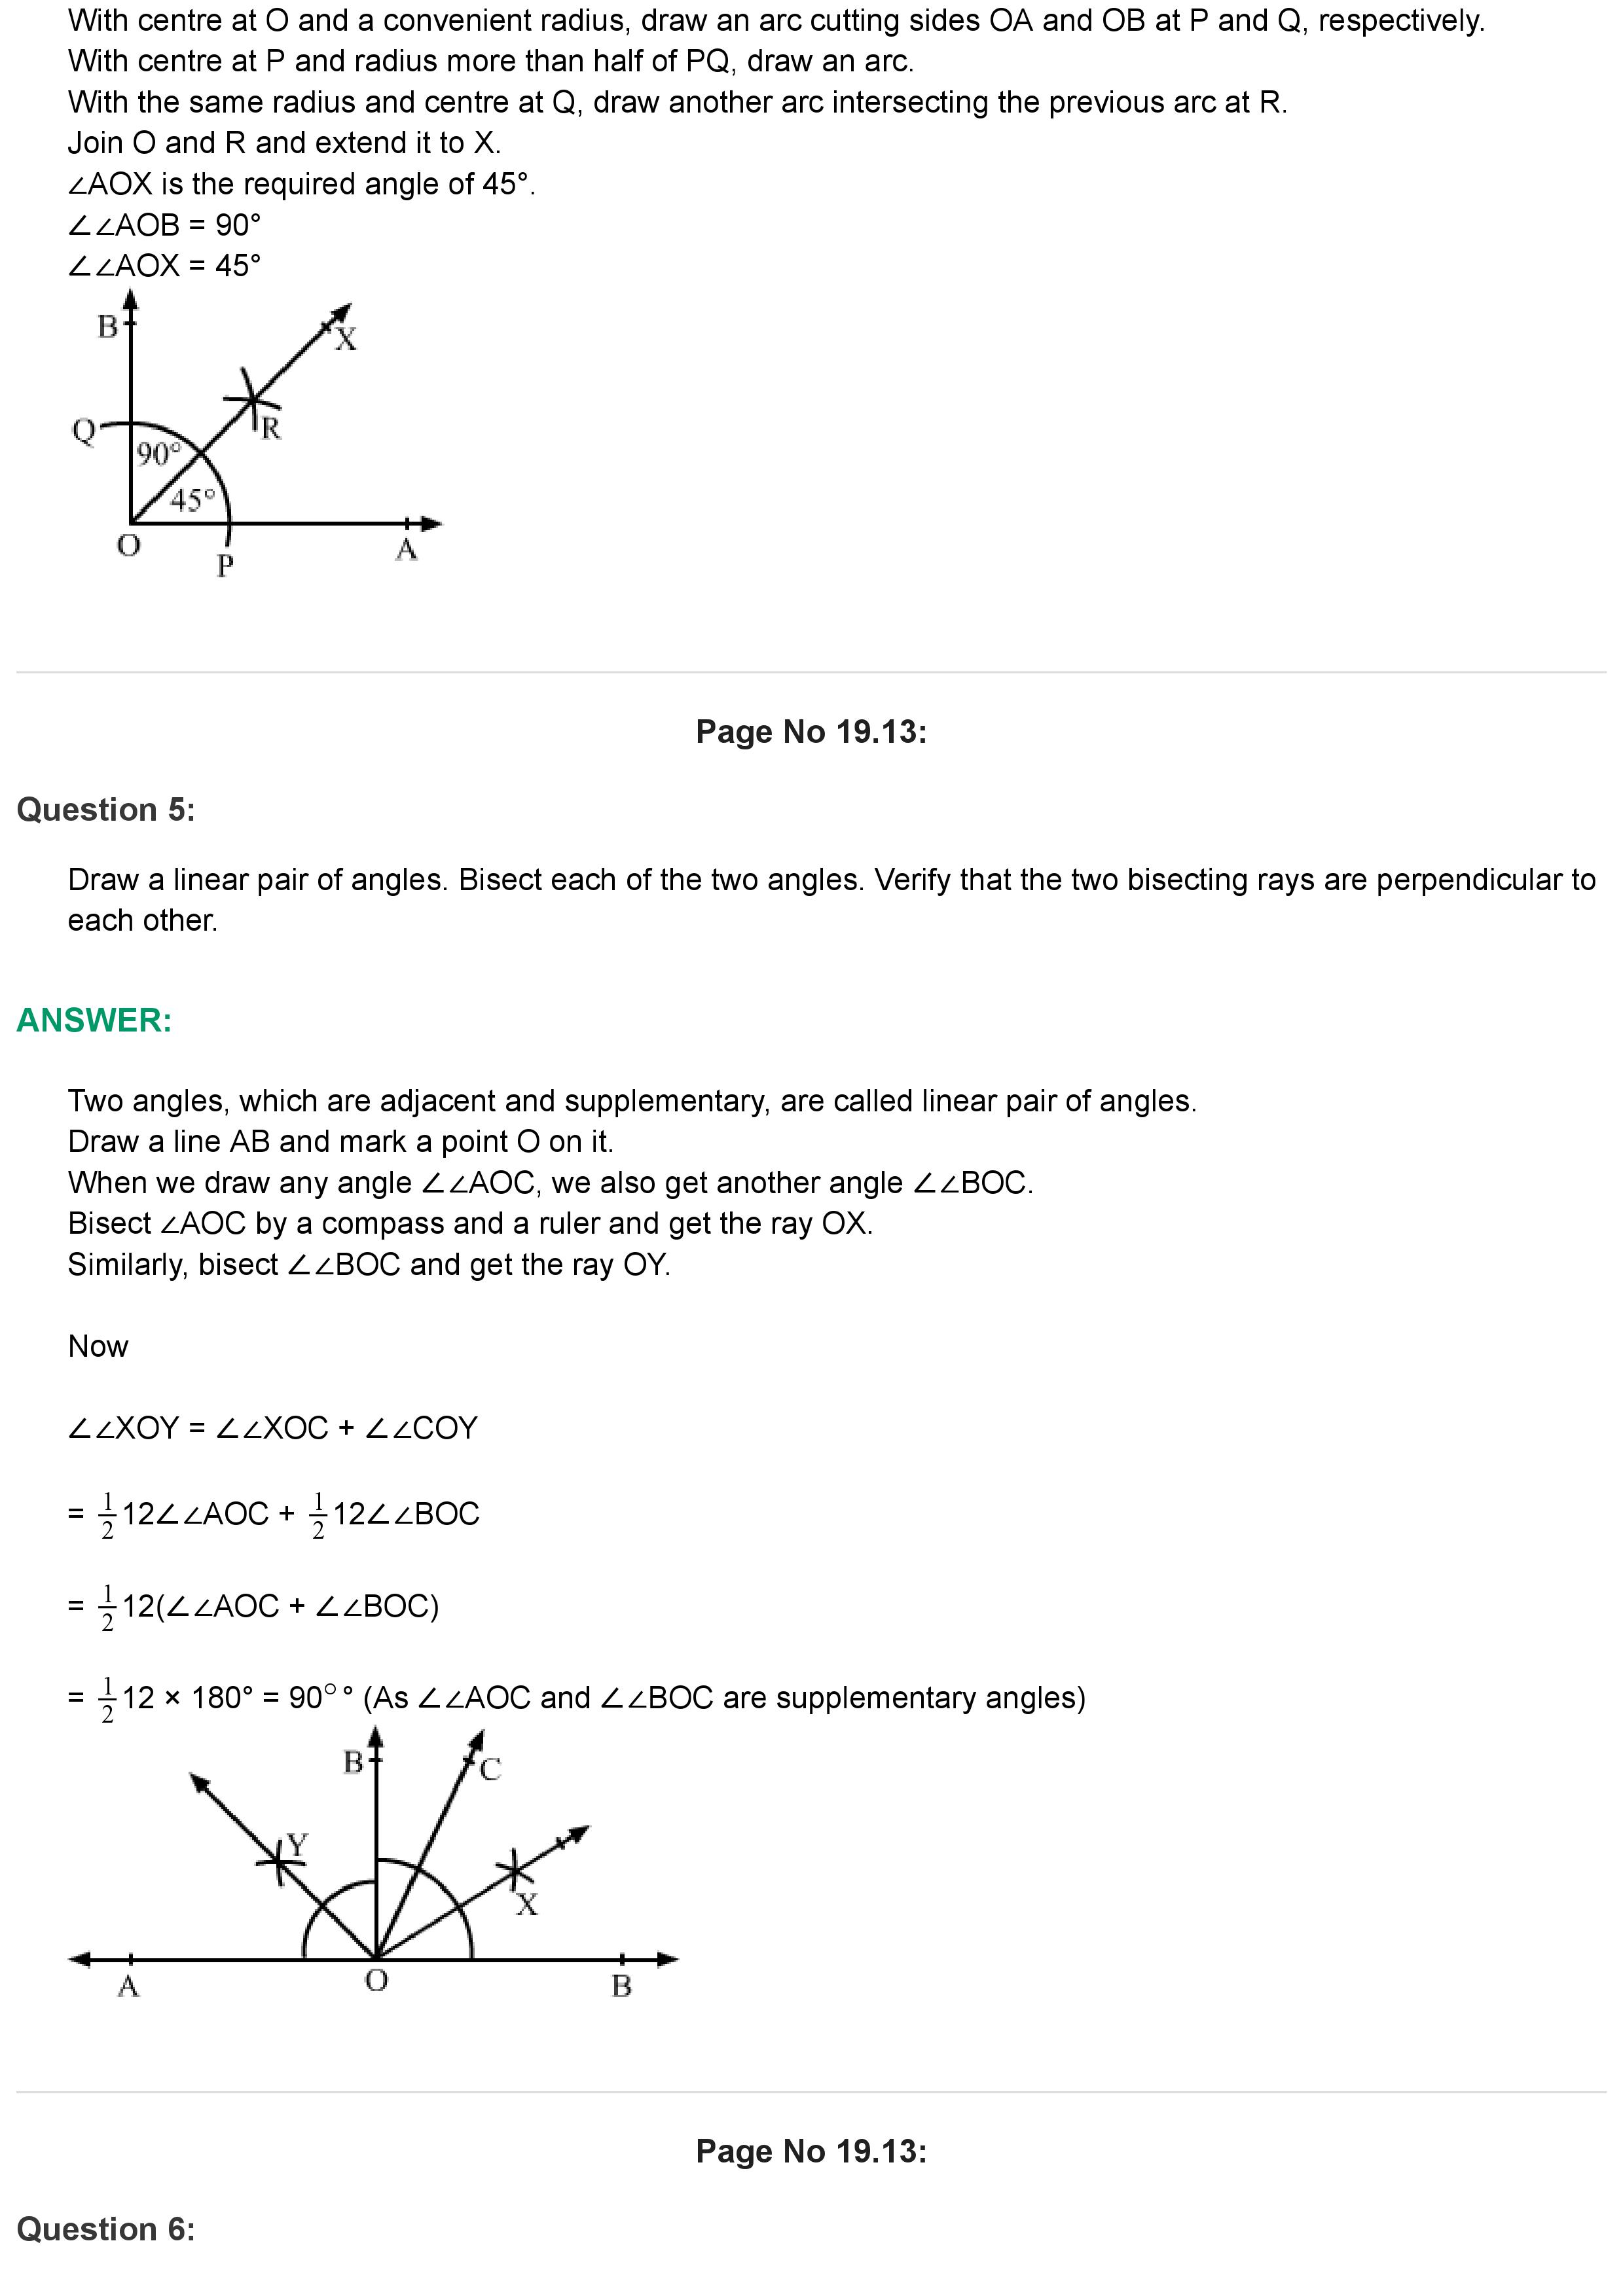 With centre at O and a convenient radius, draw an arc cutting sides OA and OB at P and Q, respectively.
With centre at P and radius more than half of PQ, draw an arc.
With the same radius and centre at Q, draw another arc intersecting the previous arc at R.
Join O and R and extend it to X.
∠AOX is the required angle of 45°.
∠∠AOB = 90°
∠∠AOX = 45°
B
X
Q
R
90°
45°
O
P
A
Page No 19.13:
Question 5:
Draw a linear pair of angles. Bisect each of the two angles. Verify that the two bisecting rays are perpendicular to
each other.
ANSWER:
Two angles, which are adjacent and supplementary, are called linear pair of angles.
Draw a line AB and mark a point O on it.
When we draw any angle ∠∠AOC, we also get another angle ∠∠BOC.
Bisect ∠AOC by a compass and a ruler and get the ray OX.
Similarly, bisect ∠∠BOC and get the ray OY.
Now
∠∠XOY = ∠∠XOC + ∠∠COY
= 1/2 12∠∠AOC + 1/2 12∠∠BOC
= 1/2 12(∠∠AOC + ∠∠BOC)
= 1/2 12 × 180° = 90○° (As ∠∠AOC and ∠∠BOC are supplementary angles)
B
C
Y
X
A
O
B
Page No 19.13:
Question 6: